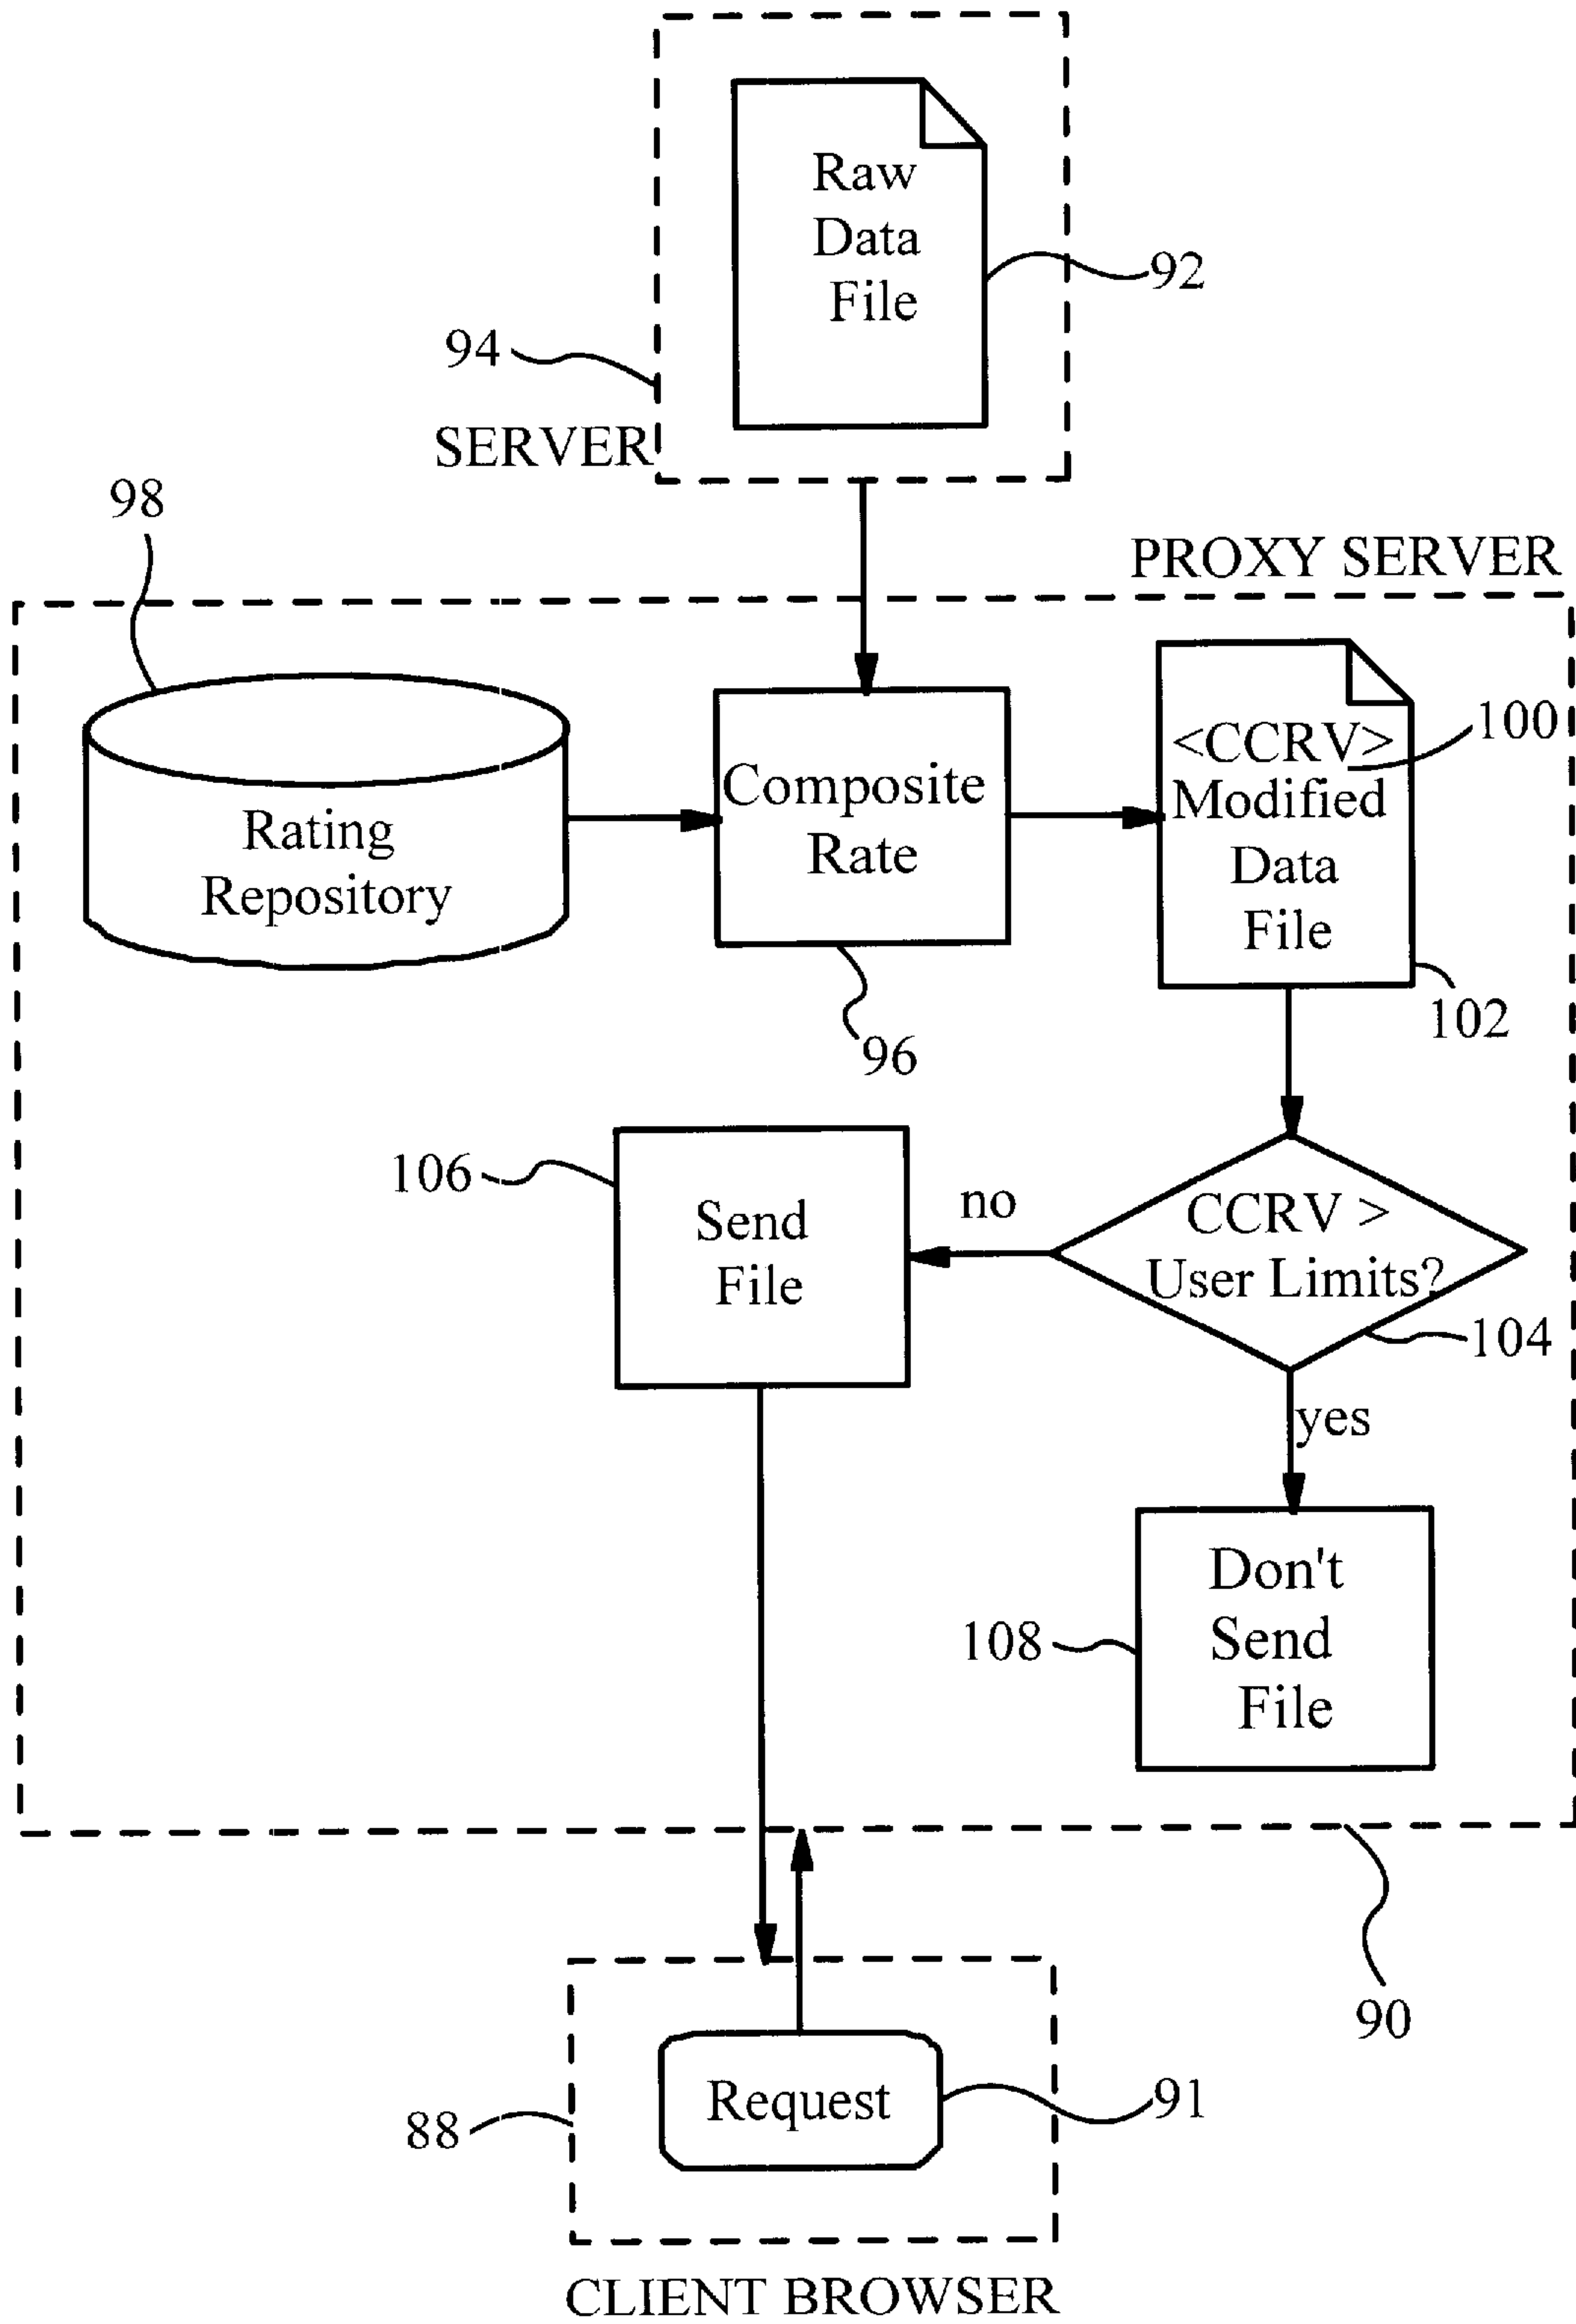 Raw
Data
File
92
94
SERVER
98
PROXY SERVER
Rating
Repository
Composite
Rate
96
<CCRV>
Modified
Data
File
100
102
106
Send
File
no
CCRV >
User Limits?
104
yes
Don't
Send
File
108
90
Request
91
88
CLIENT BROWSER